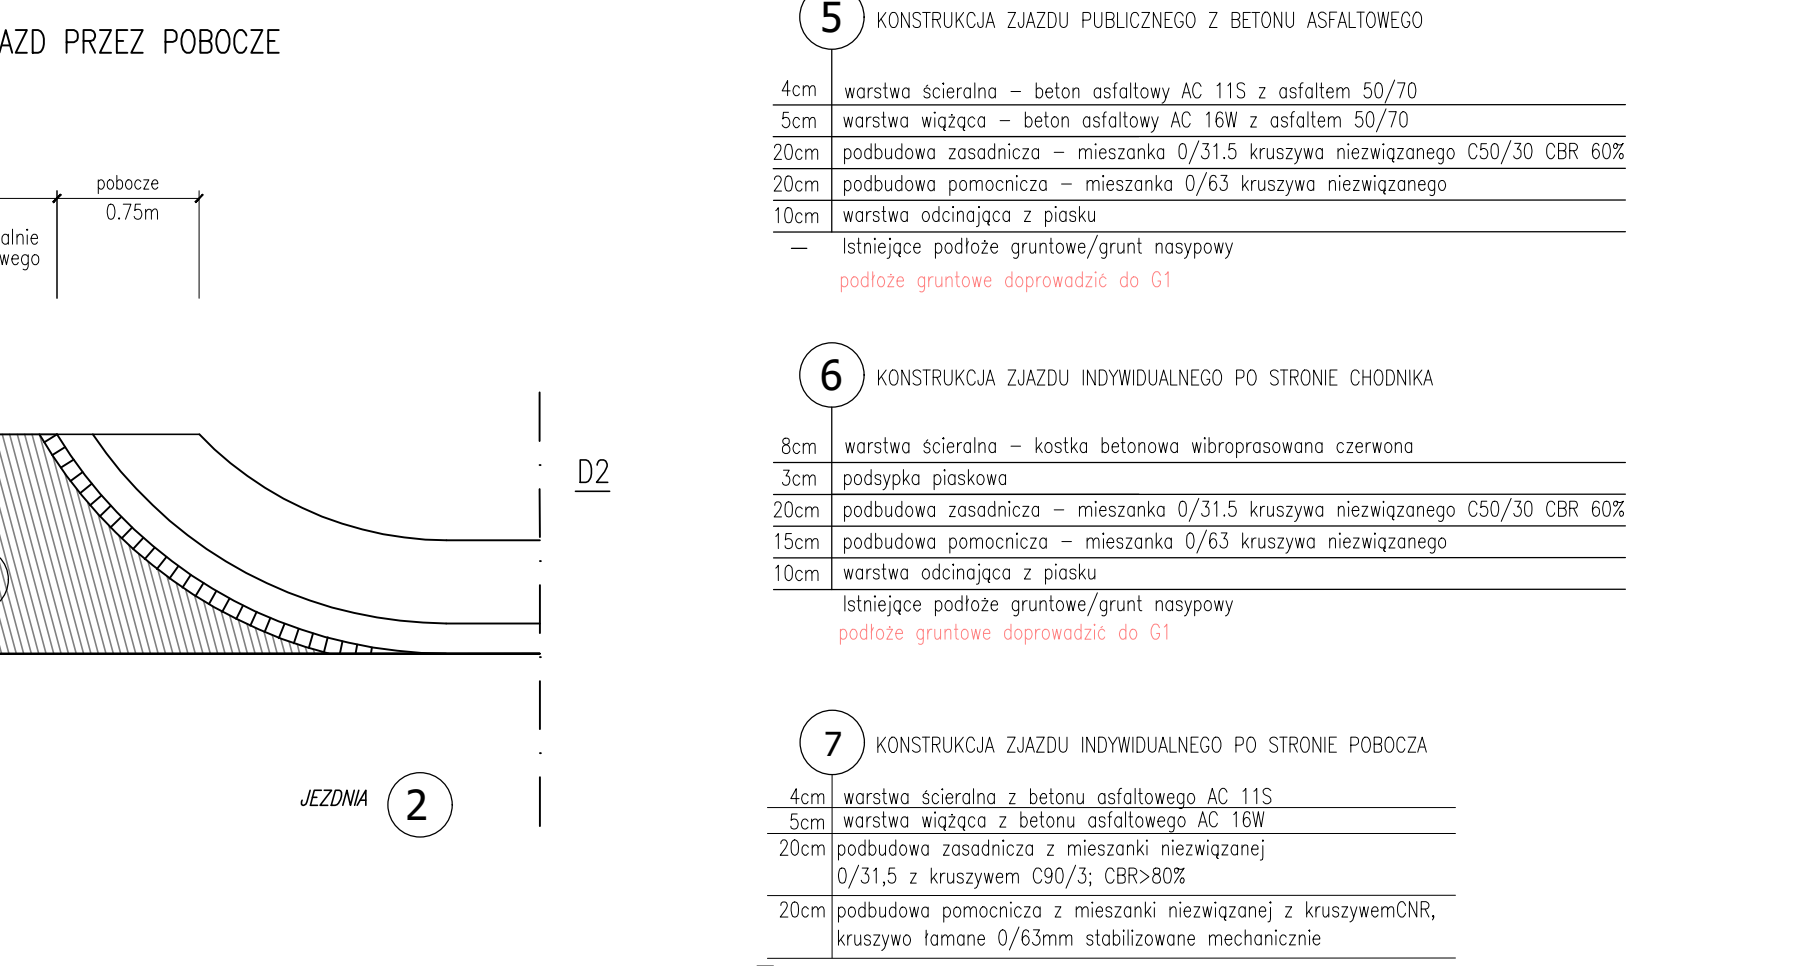 AZD PRZEZ POBOCZE
pobocze
0.75m
alnie
wego
D2
JEZDNIA 2
5 KONSTRUKCJA ZJAZDU PUBLICZNEGO Z BETONU ASFALTOWEGO
4cm warstwa ścieralna – beton asfaltowy AC 11S z asfaltem 50/70
5cm warstwa wiążąca – beton asfaltowy AC 16W z asfaltem 50/70
20cm podbudowa zasadnicza – mieszanka 0/31.5 kruszywa niezwiązanego C50/30 CBR 60%
20cm podbudowa pomocnicza – mieszanka 0/63 kruszywa niezwiązanego
10cm warstwa odcinająca z piasku
– Istniejące podłoże gruntowe/grunt nasypowy
podłoże gruntowe doprowadzić do G1
6 KONSTRUKCJA ZJAZDU INDYWIDUALNEGO PO STRONIE CHODNIKA
8cm warstwa ścieralna – kostka betonowa wibroprasowana czerwona
3cm podsypka piaskowa
20cm podbudowa zasadnicza – mieszanka 0/31.5 kruszywa niezwiązanego C50/30 CBR 60%
15cm podbudowa pomocnicza – mieszanka 0/63 kruszywa niezwiązanego
10cm warstwa odcinająca z piasku
Istniejące podłoże gruntowe/grunt nasypowy
podłoże gruntowe doprowadzić do G1
7 KONSTRUKCJA ZJAZDU INDYWIDUALNEGO PO STRONIE POBOCZA
4cm warstwa ścieralna z betonu asfaltowego AC 11S
5cm warstwa wiążąca z betonu asfaltowego AC 16W
20cm podbudowa zasadnicza z mieszanki niezwiązanej
0/31,5 z kruszywem C90/3; CBR>80%
20cm podbudowa pomocnicza z mieszanki niezwiązanej z kruszywemCNR,
kruszywo łamane 0/63mm stabilizowane mechanicznie